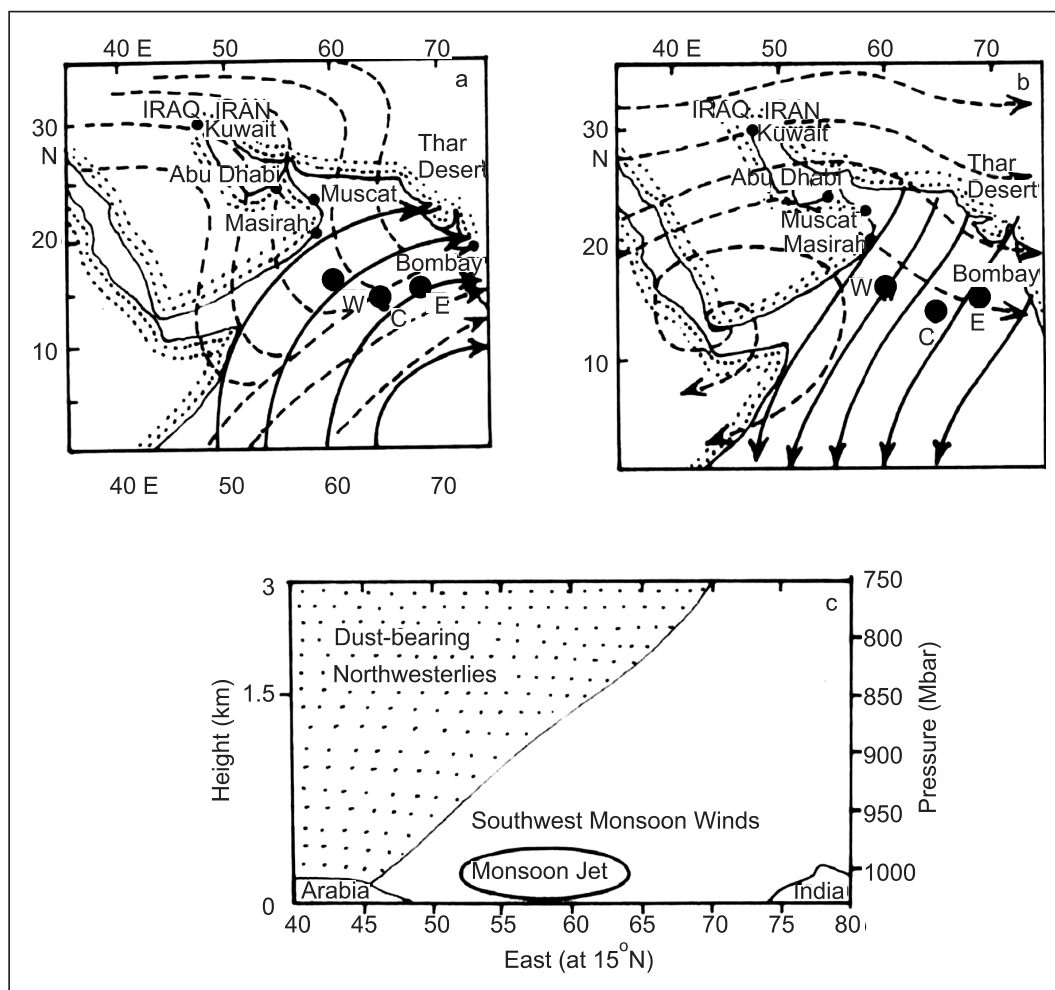 40 E 50 60 70
a
IRAQ IRAN
30
Kuwait
N
Thar
Desert
Abu Dhabi
Muscat
Masirah
20
Bombay
W
E
C
10
40 E 50 60 70
40 E 50 60 70
b
IRAQ IRAN
30
Kuwait
N
Thar
Desert
Abu Dhabi
Muscat
20
Masirah
Bombay
W
E
C
10
3
750
c
Dust-bearing
Northwesterlies
800
1.5
850
Height (km)
Pressure (Mbar)
900
950
Southwest Monsoon Winds
Monsoon Jet
1000
Arabia
India
0
40 45 50 55 60 65 70 75 80
East (at 15°N)